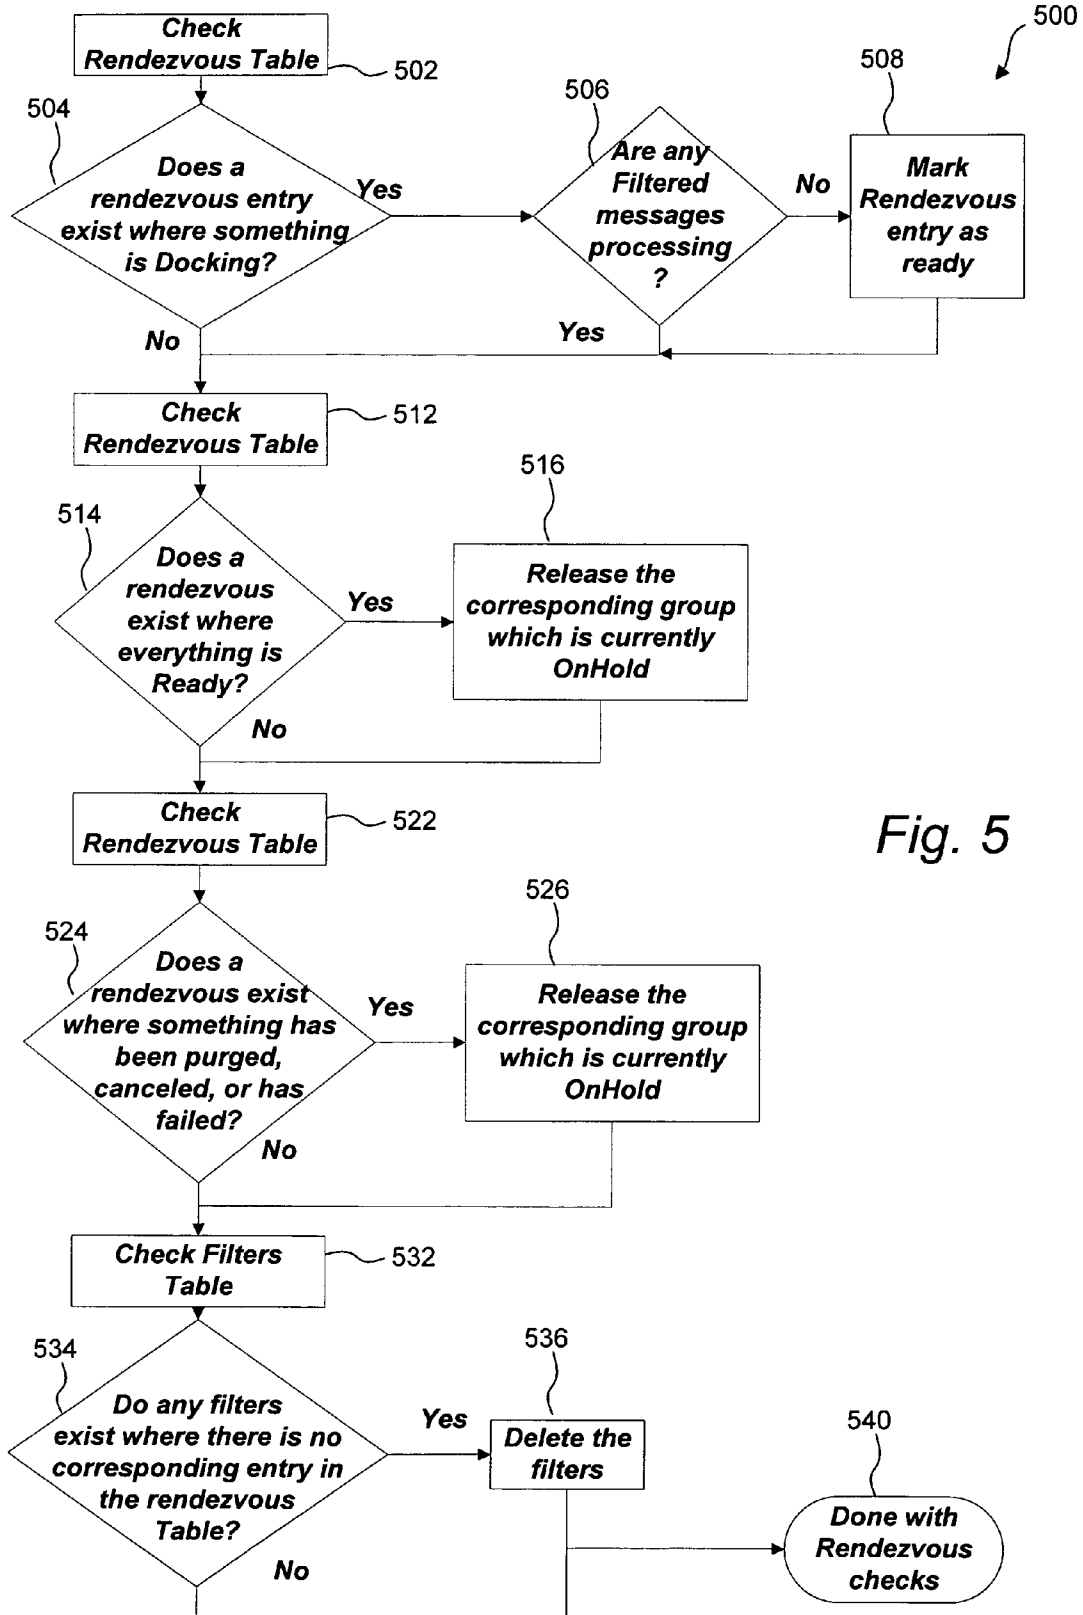 500
Check
Rendezvous Table
502
504
Does a
rendezvous entry
exist where something
is Docking?
Yes
No
506
Are any
Filtered
messages
processing
?
No
Yes
508
Mark
Rendezvous
entry as
ready
Check
Rendezvous Table
512
514
Does a
rendezvous
exist where
everything is
Ready?
Yes
No
516
Release the
corresponding group
which is currently
OnHold
Check
Rendezvous Table
522
Fig. 5
524
Does a
rendezvous exist
where something has
been purged,
canceled, or has
failed?
Yes
No
526
Release the
corresponding group
which is currently
OnHold
Check Filters
Table
532
534
Do any filters
exist where there is no
corresponding entry in
the rendezvous
Table?
Yes
No
536
Delete the
filters
540
Done with
Rendezvous
checks